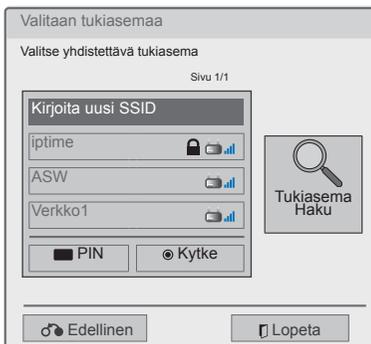 Valitaan tukiasemaa
Valitse yhdistettävä tukiasema
Sivu 1/1
Kirjoita uusi SSID
iptime
ASW
Verkko1
PIN
Kytke
Tukiasema
Haku
Edellinen
Lopeta